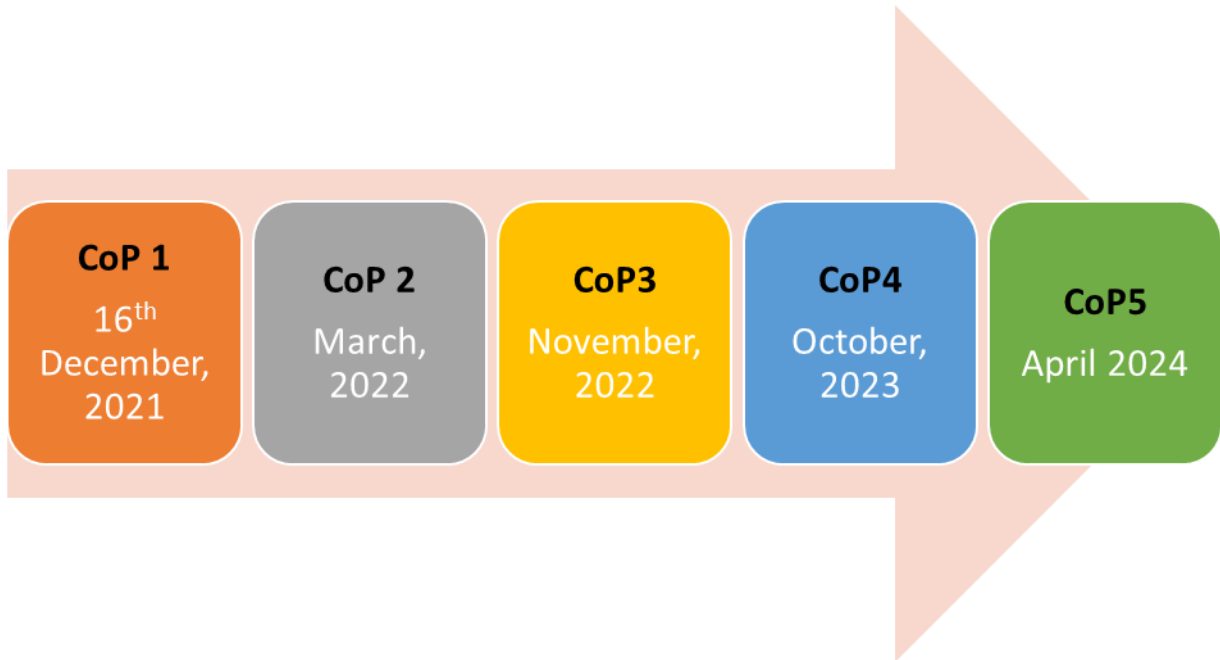 CoP 1
16th
December,
2021
CoP 2
March,
2022
CoP3
November,
2022
CoP4
October,
2023
CoP5
April 2024